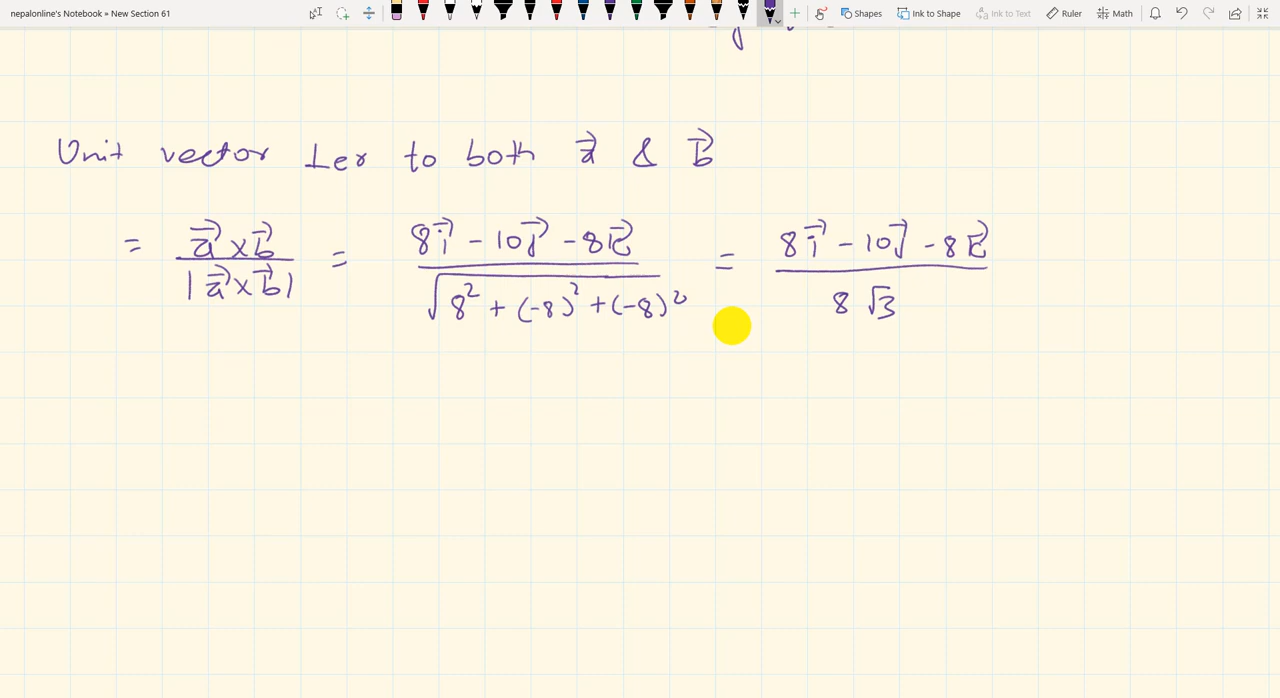 nepalonline's Notebook » New Section 61
Shapes Ink to Shape Ink to Text Ruler Math
Unit vector ⊥er to both a⃗ & b⃗
= a⃗ × b⃗ / |a⃗ × b⃗| = 8i⃗ - 10j⃗ - 8k⃗ / √8² + (-8)² + (-8)² = 8i⃗ - 10j⃗ - 8k⃗ / 8√3